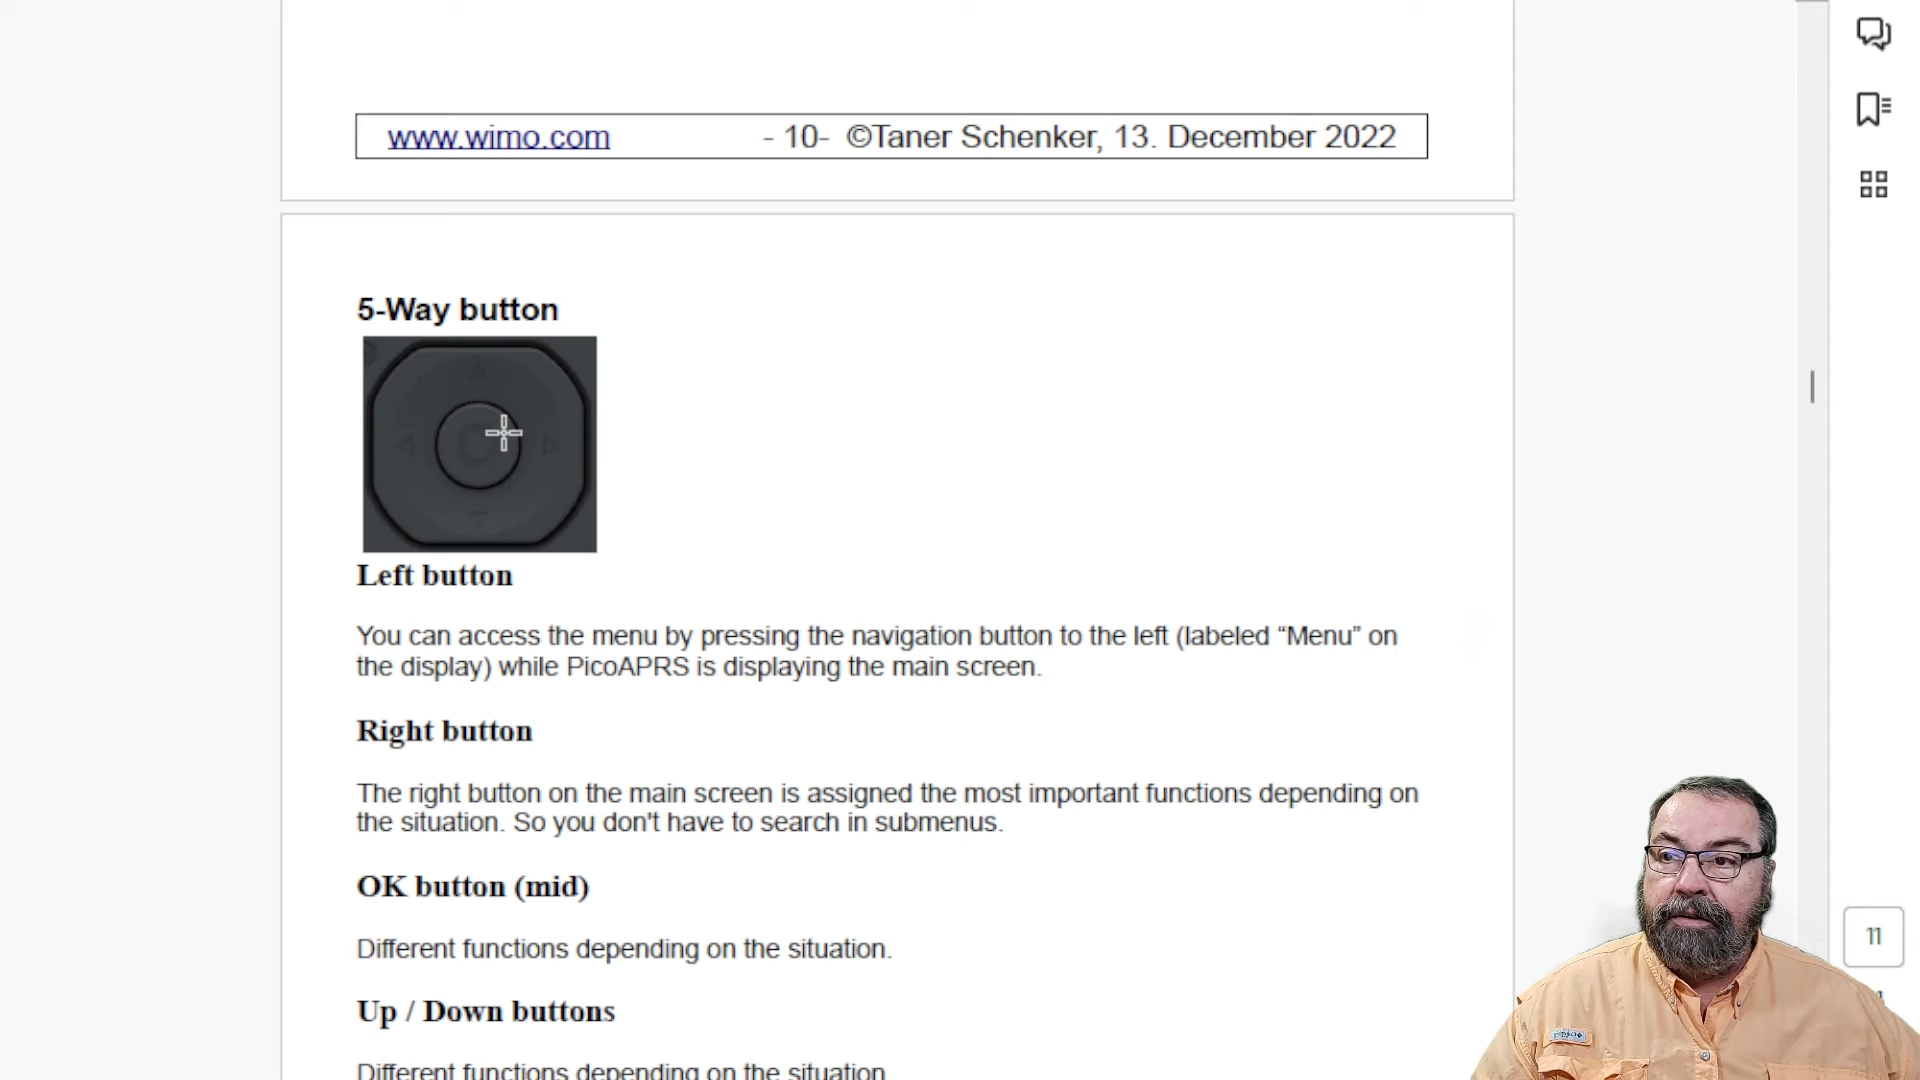 www.wimo.com - 10- ©Taner Schenker, 13. December 2022
5-Way button
Left button
You can access the menu by pressing the navigation button to the left (labeled “Menu” on
the display) while PicoAPRS is displaying the main screen.
Right button
The right button on the main screen is assigned the most important functions depending on
the situation. So you don't have to search in submenus.
OK button (mid)
Different functions depending on the situation.
Up / Down buttons
Different functions depending on the situation
11